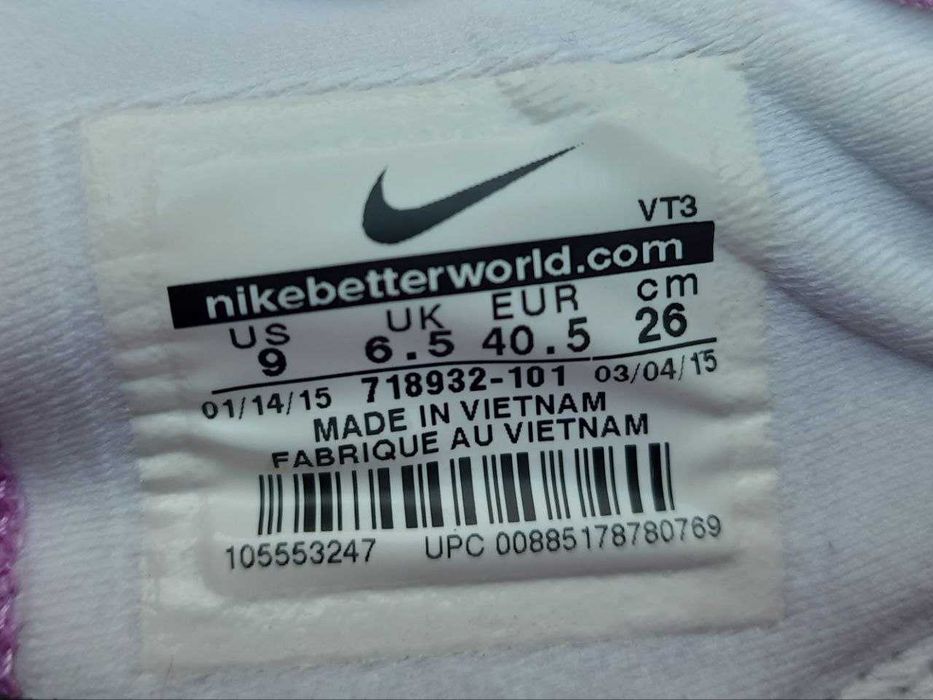 VT3
nikebetterworld.com
US UK EUR cm
9 6.5 40.5 26
01/14/15 718932-101 03/04/15
MADE IN VIETNAM
FABRIQUE AU VIETNAM
105553247 UPC 00885178780769